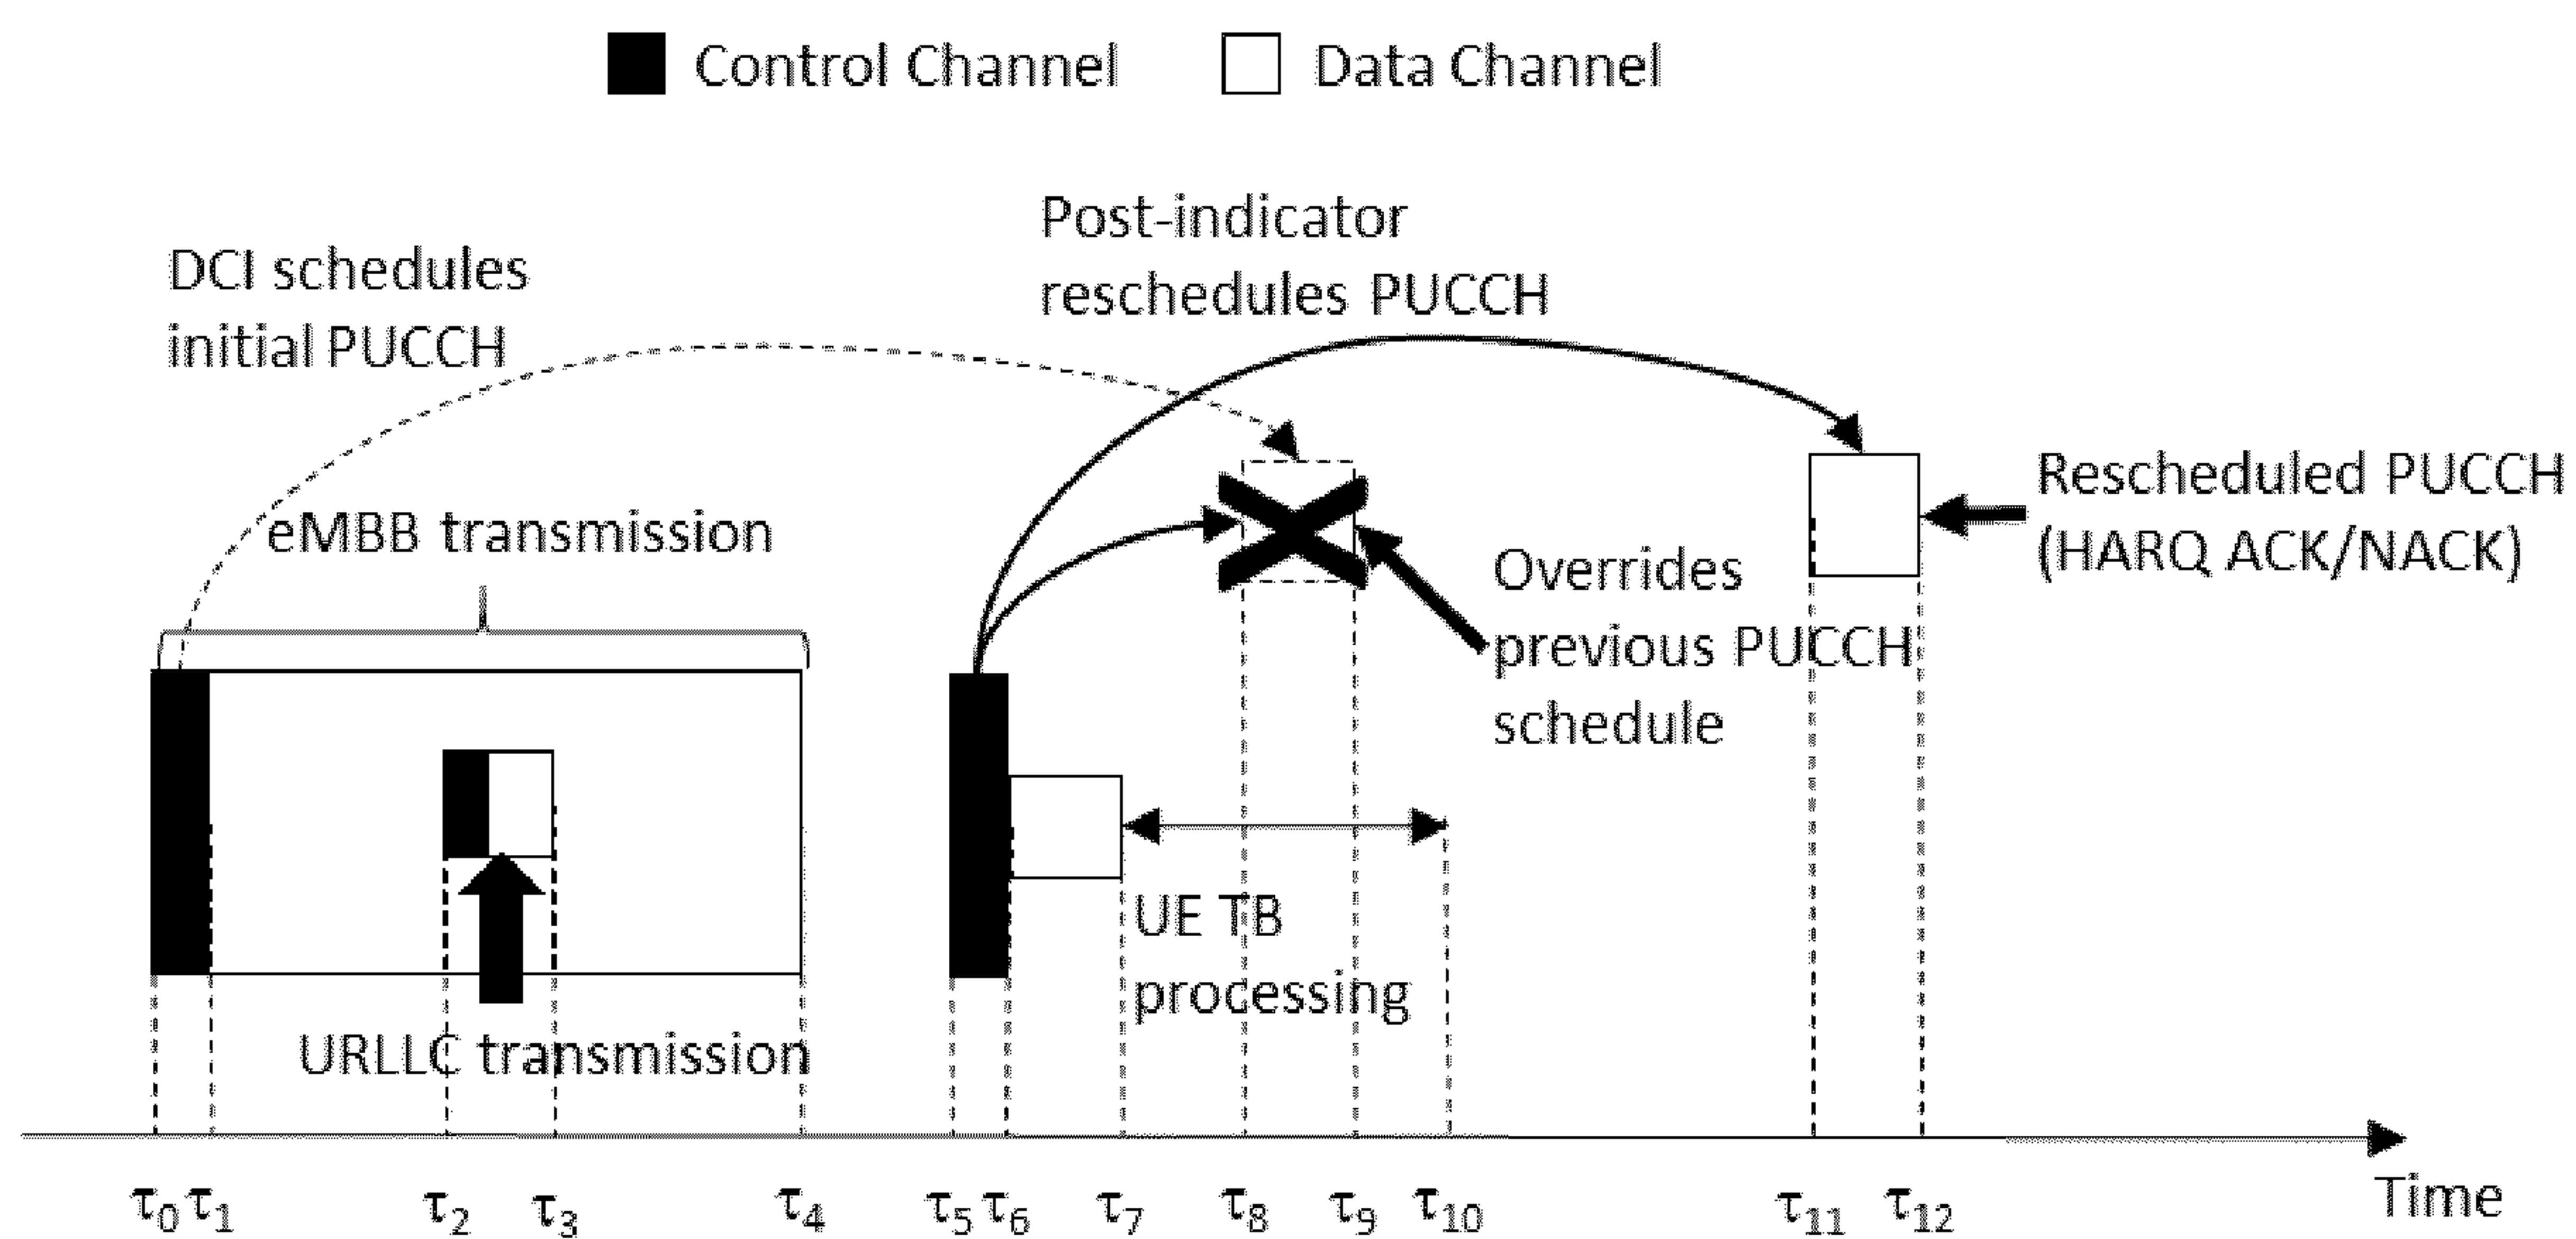 Control Channel
Data Channel
Post-indicator
reschedules PUCCH
DCI schedules
initial PUCCH
eMBB transmission
Rescheduled PUCCH
(HARQ ACK/NACK)
Overrides
previous PUCCH
schedule
UE TB
processing
URLLC transmission
τ0 τ1 τ2 τ3 τ4 τ5 τ6 τ7 τ8 τ9 τ10 τ11 τ12
Time